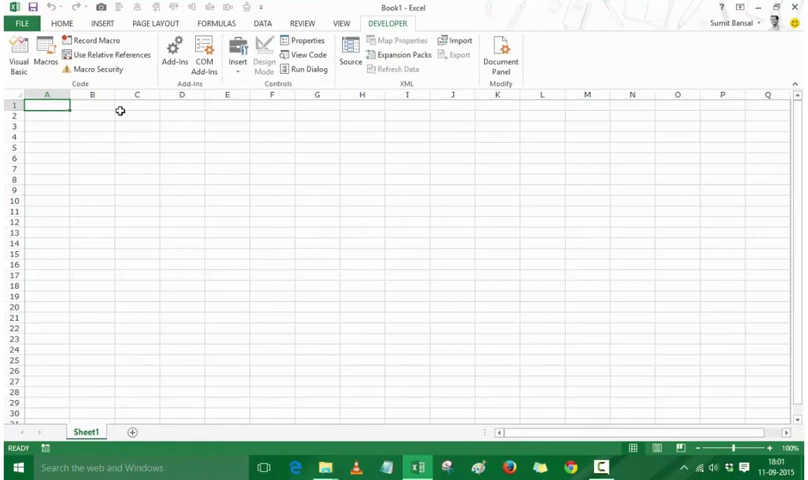 Book1 - Excel
FILE HOME INSERT PAGE LAYOUT FORMULAS DATA REVIEW VIEW DEVELOPER Sumit Bansal
Visual Basic
Macros
Record Macro
Use Relative References
Macro Security
Code
Add-Ins
COM Add-Ins
Add-Ins
Insert
Design Mode
Properties
View Code
Run Dialog
Controls
Source
Map Properties
Expansion Packs
Refresh Data
Import
Export
XML
Document Panel
Modify
A B C D E F G H I J K L M N O P Q
1
2
3
4
5
6
7
8
9
10
11
12
13
14
15
16
17
18
19
20
21
22
23
24
25
26
27
28
29
30
Sheet1
READY 100%
Search the web and Windows
18:01
11-09-2015